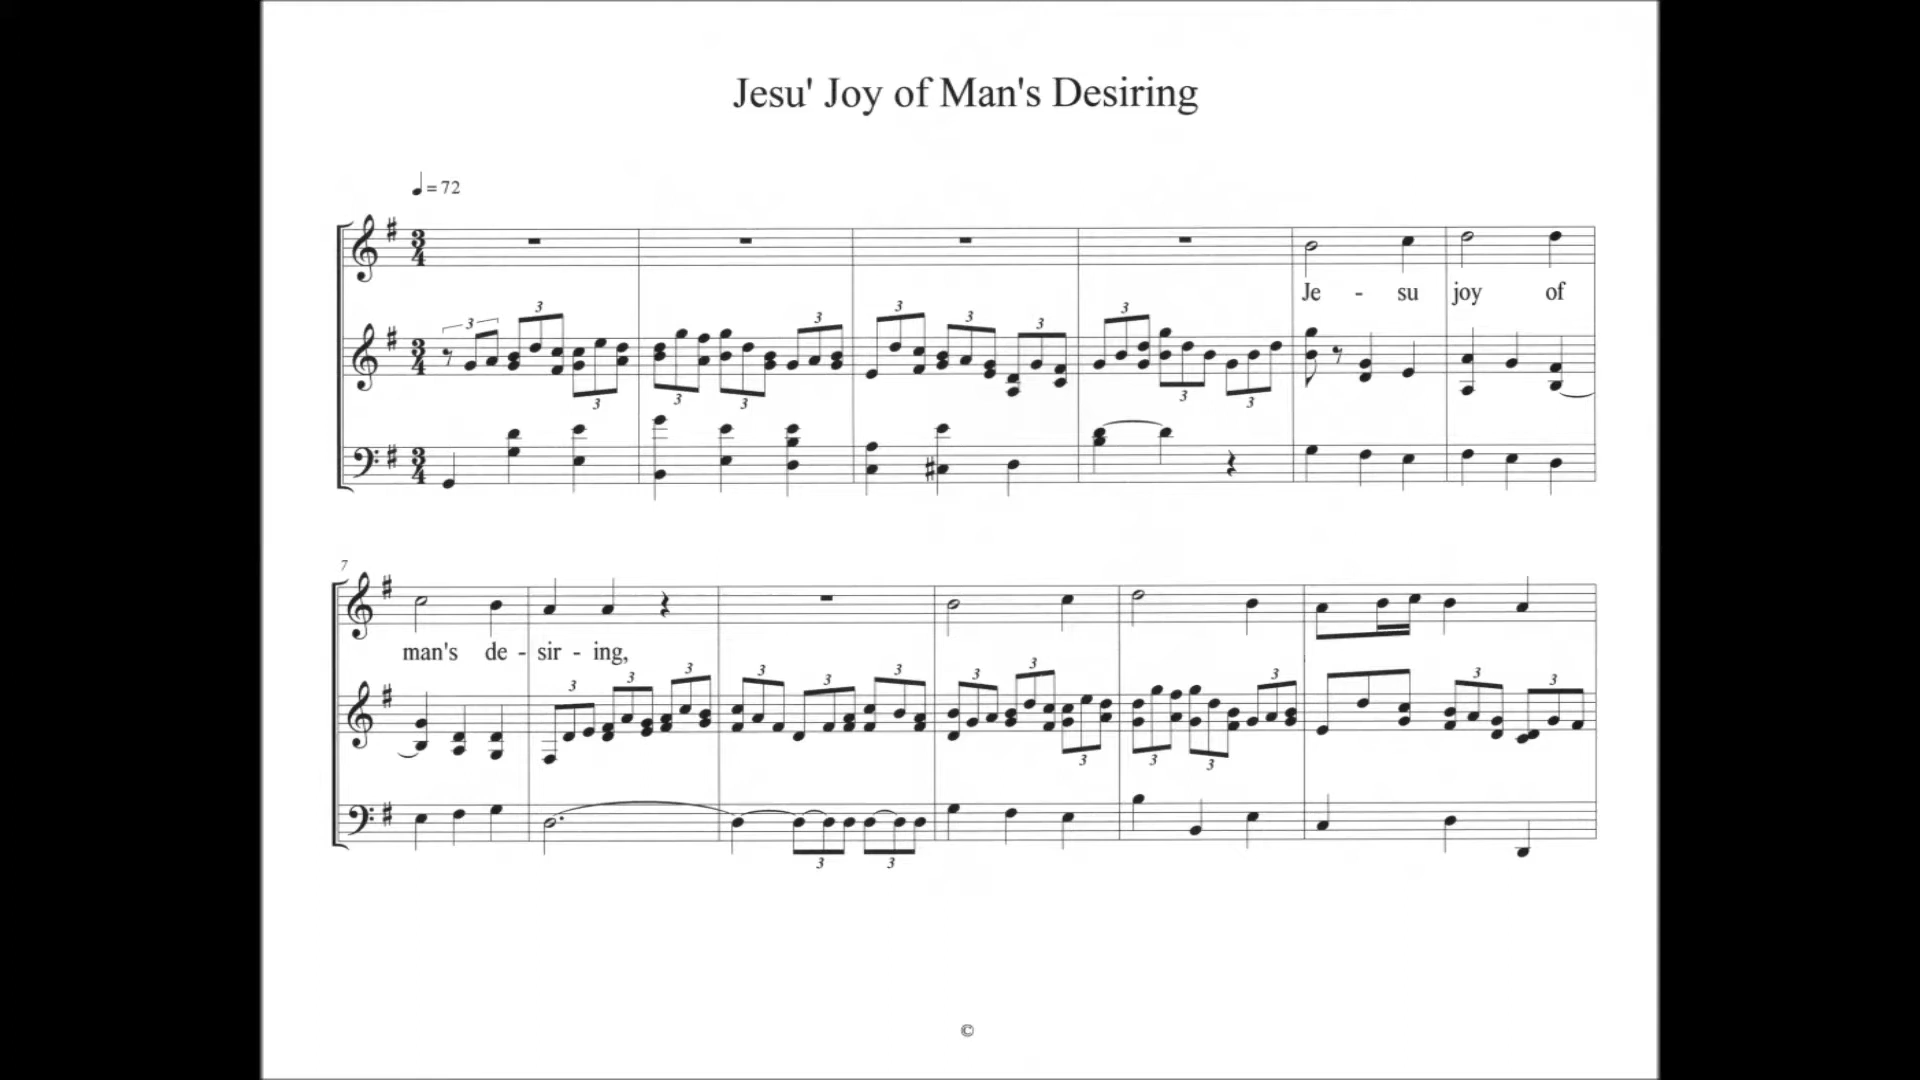 Jesu' Joy of Man's Desiring
♩ = 72
Je - su joy of
7
man's de - sir - ing,
©